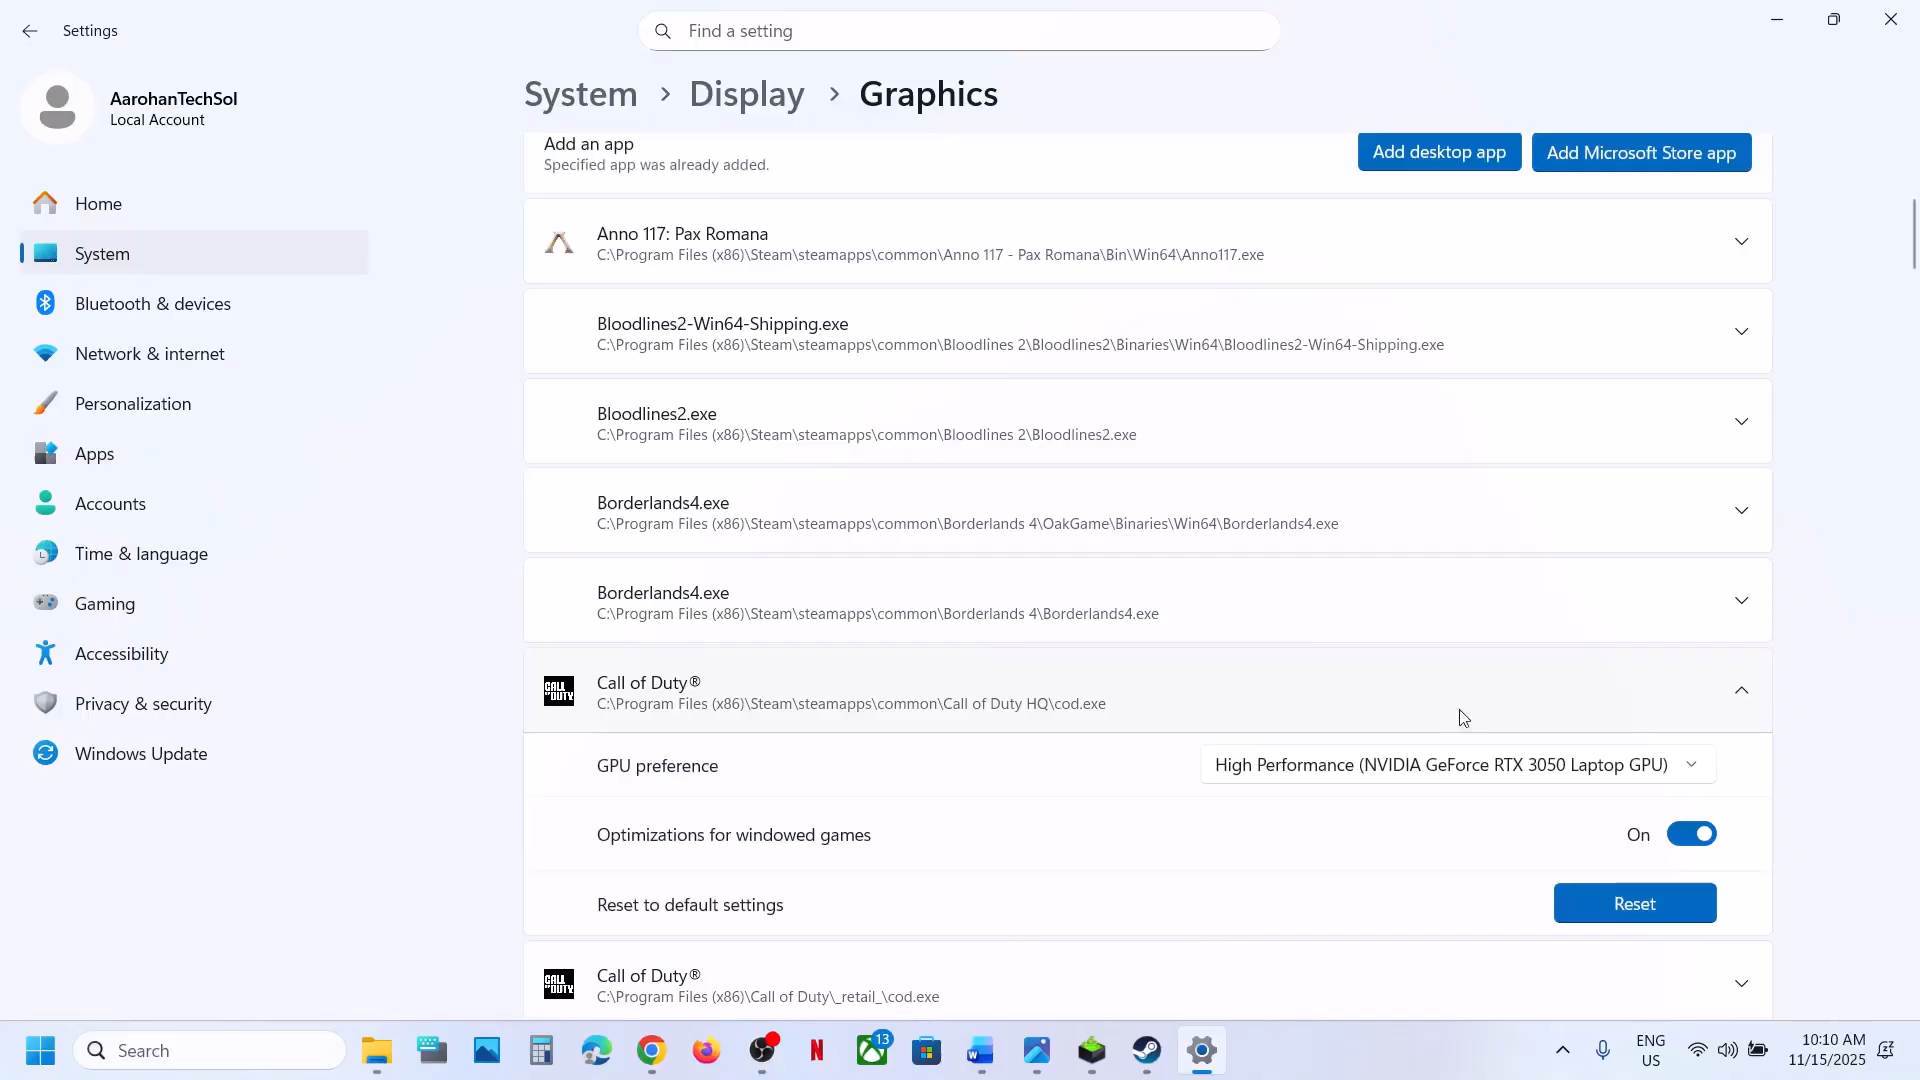 Settings
Find a setting
AarohanTechSol
Local Account
System > Display > Graphics
Home
System
Bluetooth & devices
Network & internet
Personalization
Apps
Accounts
Time & language
Gaming
Accessibility
Privacy & security
Windows Update
Add an app
Specified app was already added.
Add desktop app
Add Microsoft Store app
Anno 117: Pax Romana
C:\Program Files (x86)\Steam\steamapps\common\Anno 117 - Pax Romana\Bin\Win64\Anno117.exe
Bloodlines2-Win64-Shipping.exe
C:\Program Files (x86)\Steam\steamapps\common\Bloodlines 2\Bloodlines2\Binaries\Win64\Bloodlines2-Win64-Shipping.exe
Bloodlines2.exe
C:\Program Files (x86)\Steam\steamapps\common\Bloodlines 2\Bloodlines2.exe
Borderlands4.exe
C:\Program Files (x86)\Steam\steamapps\common\Borderlands 4\OakGame\Binaries\Win64\Borderlands4.exe
Borderlands4.exe
C:\Program Files (x86)\Steam\steamapps\common\Borderlands 4\Borderlands4.exe
CALL OF DUTY
Call of Duty®
C:\Program Files (x86)\Steam\steamapps\common\Call of Duty HQ\cod.exe
GPU preference
High Performance (NVIDIA GeForce RTX 3050 Laptop GPU)
Optimizations for windowed games
On
Reset to default settings
Reset
CALL OF DUTY
Call of Duty®
C:\Program Files (x86)\Call of Duty\_retail_\cod.exe
Search
N
13
W
ENG
US
10:10 AM
11/15/2025